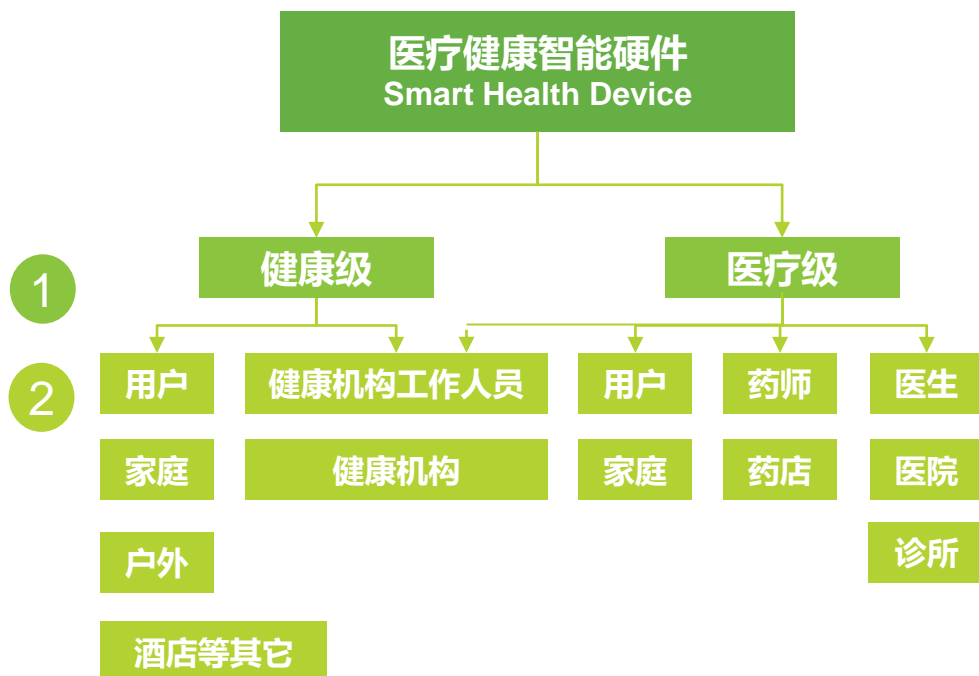 医疗健康智能硬件
Smart Health Device
1
健康级
医疗级
2
用户
健康机构工作人员
用户
药师
医生
家庭
健康机构
家庭
药店
医院
户外
诊所
酒店等其它